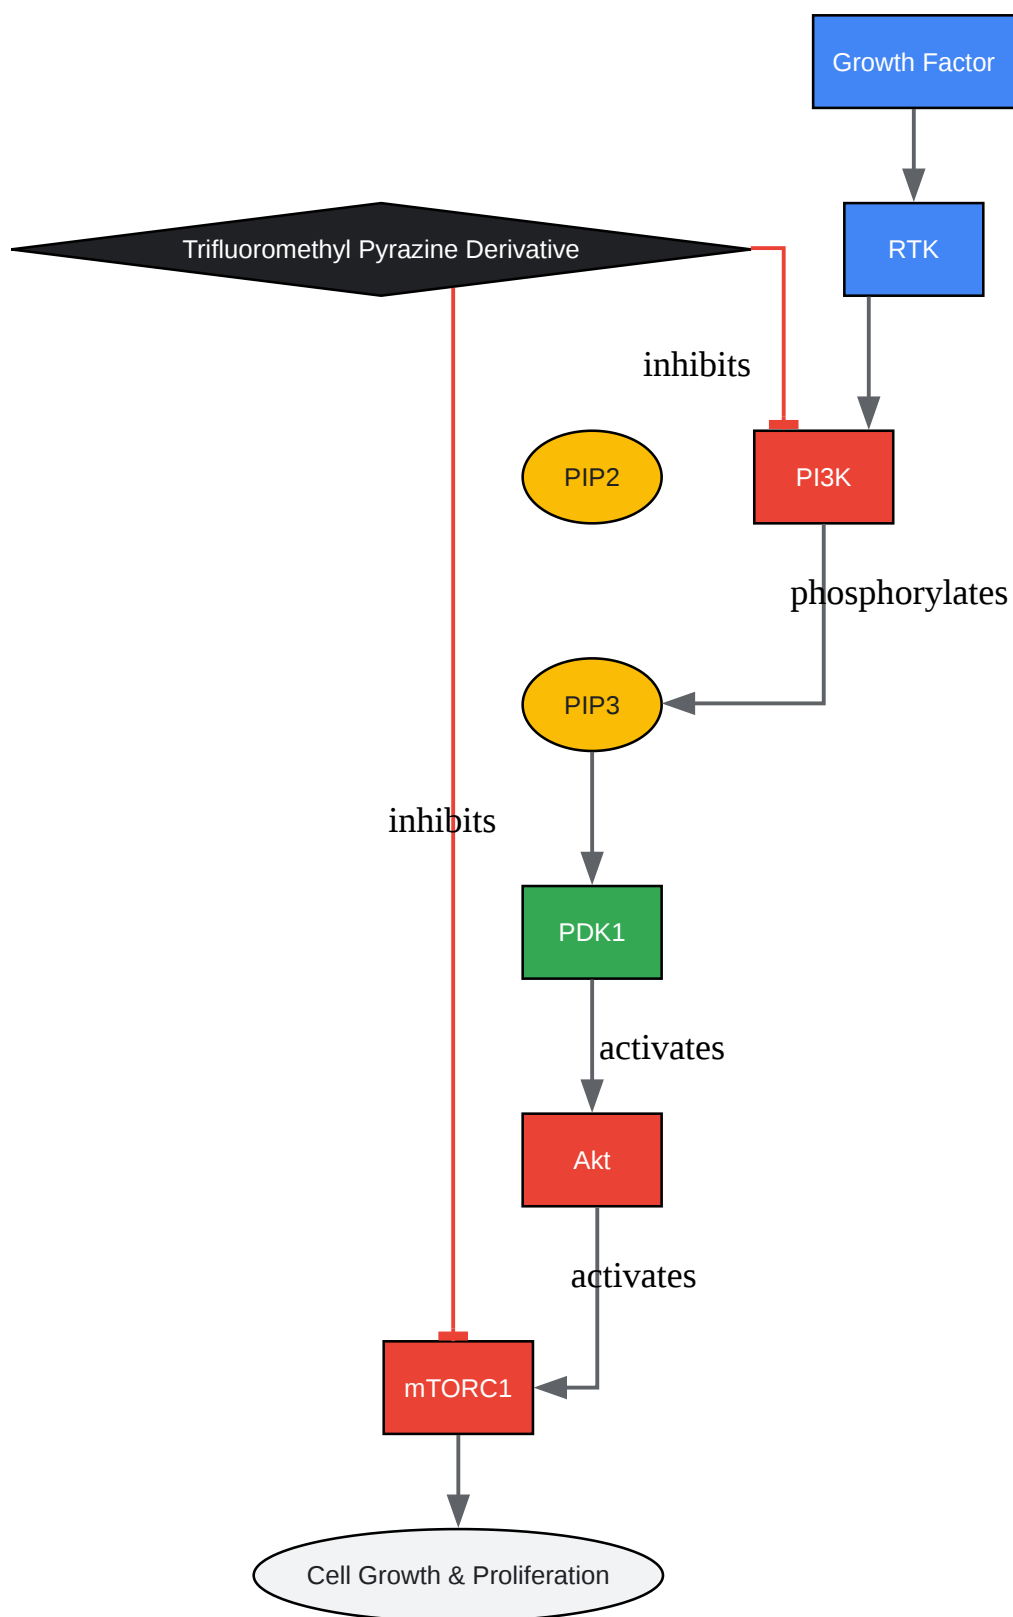 Growth Factor
Trifluoromethyl Pyrazine Derivative
RTK
inhibits
PIP2
PI3K
phosphorylates
PIP3
inhibits
PDK1
activates
Akt
activates
mTORC1
Cell Growth & Proliferation